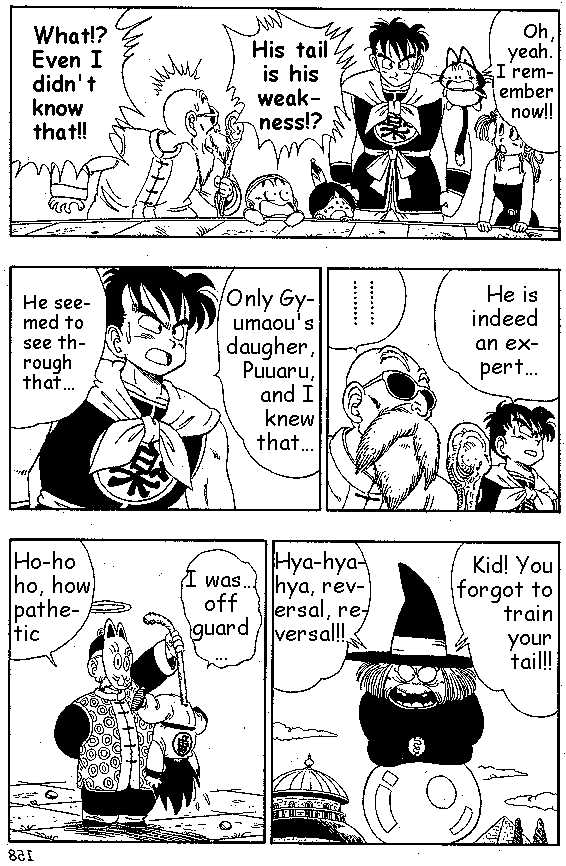 Oh,
yeah.
I rem-
ember
now!!
His tail
is his
weak-
ness!?
What!?
Even I
didn't
know
that!!
He is
indeed
an ex-
pert...
Only Gy-
umaou's
daugher,
Puuaru,
and I
knew
that...
He see-
med to
see th-
rough
that...
Kid! You
forgot to
train
your
tail!!!
Hya-hya-
hya, rev-
ersal, re-
versal!!!
I was...
off
guard
...
Ho-ho
ho, how
pathe-
tic
158